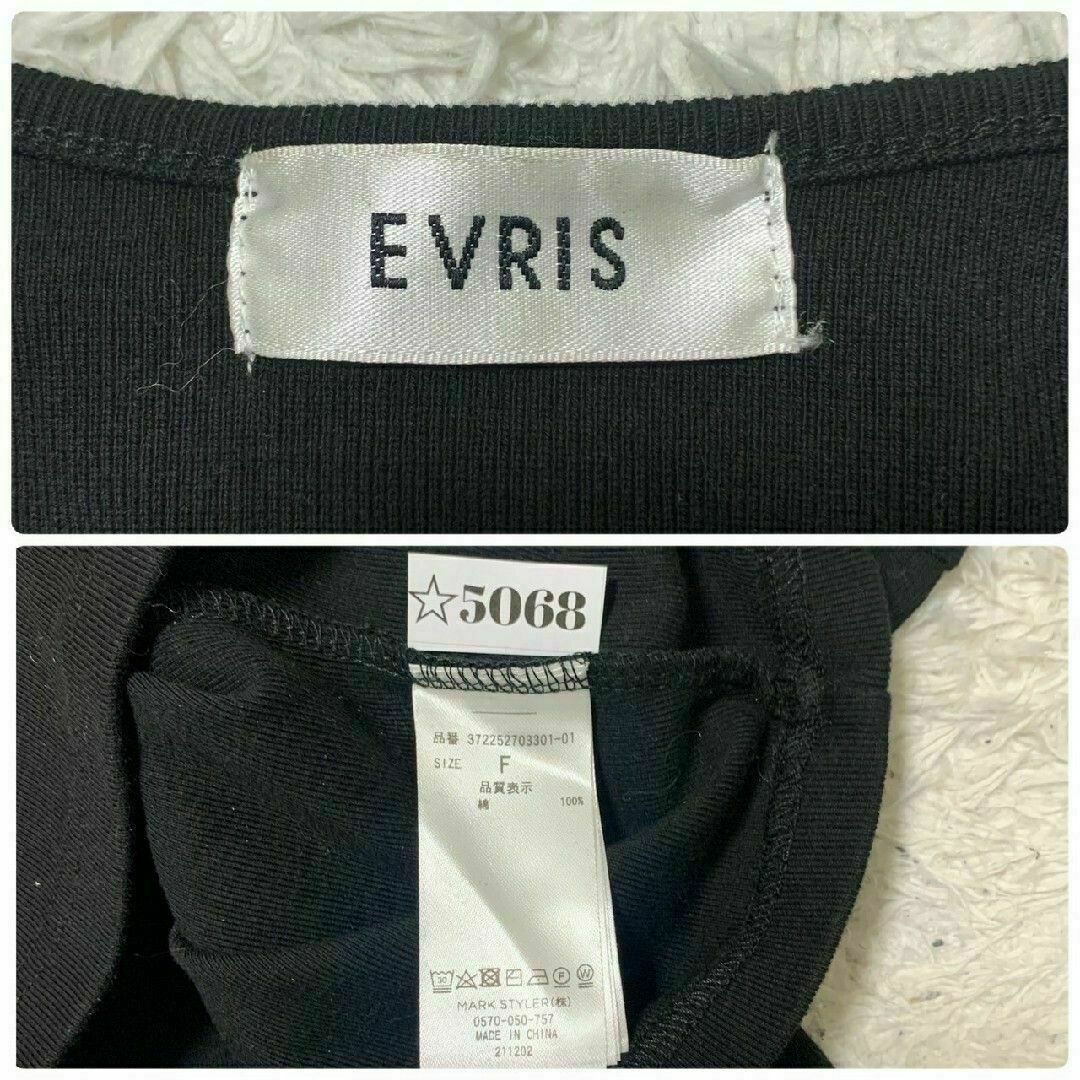 EVRIS
☆5068
品番 372252703301-01
SIZE F
品質表示
綿 100%
30 F W
MARK STYLER(株)
0570-050-757
MADE IN CHINA
211202